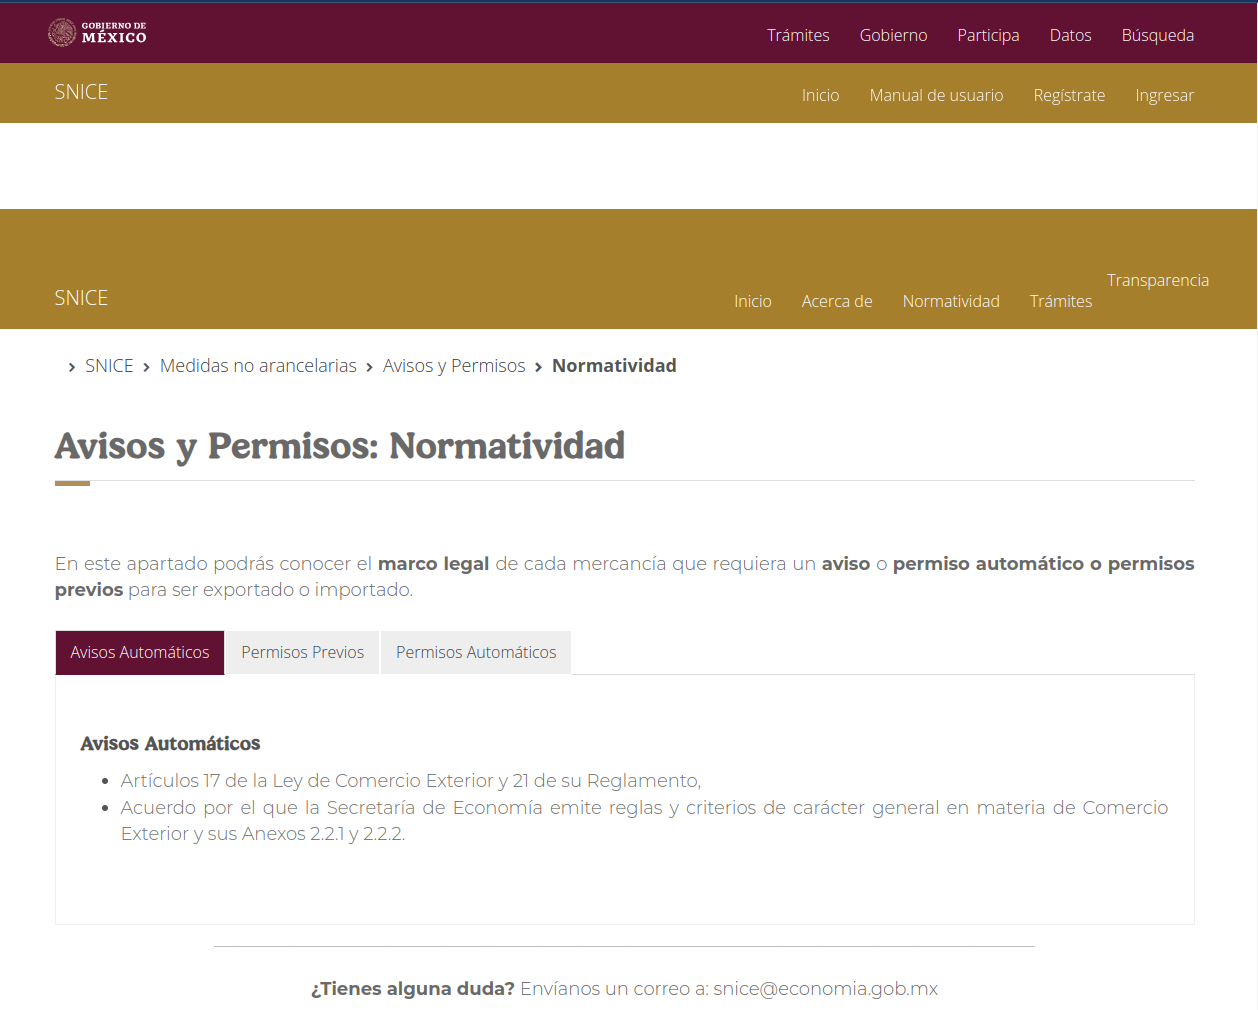 GOBIERNO DE
MÉXICO
Trámites Gobierno Participa Datos Búsqueda
SNICE
Inicio Manual de usuario Regístrate Ingresar
Transparencia
SNICE
Inicio Acerca de Normatividad Trámites
SNICE Medidas no arancelarias Avisos y Permisos Normatividad
Avisos y Permisos: Normatividad
En este apartado podrás conocer el marco legal de cada mercancía que requiera un aviso o permiso automático o permisos
previos para ser exportado o importado.
Avisos Automáticos Permisos Previos Permisos Automáticos
Avisos Automáticos
• Artículos 17 de la Ley de Comercio Exterior y 21 de su Reglamento,
• Acuerdo por el que la Secretaría de Economía emite reglas y criterios de carácter general en materia de Comercio
Exterior y sus Anexos 2.2.1 y 2.2.2.
¿Tienes alguna duda? Envíanos un correo a: snice@economia.gob.mx